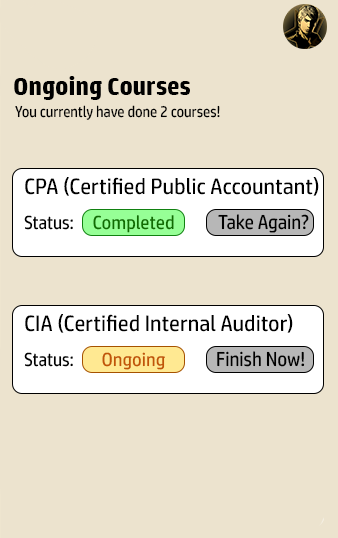 Ongoing Courses
You currently have done 2 courses!
CPA (Certified Public Accountant)
Status: Completed Take Again?
CIA (Certified Internal Auditor)
Status: Ongoing Finish Now!